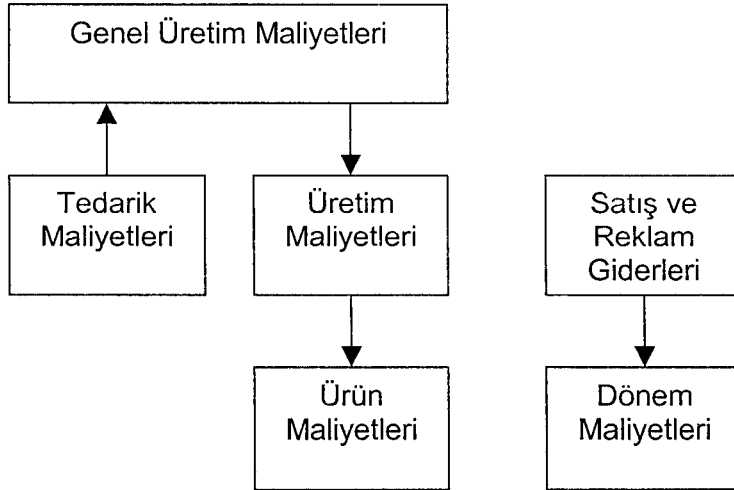 Genel Üretim Maliyetleri
Tedarik
Maliyetleri
Üretim
Maliyetleri
Satış ve
Reklam
Giderleri
Ürün
Maliyetleri
Dönem
Maliyetleri